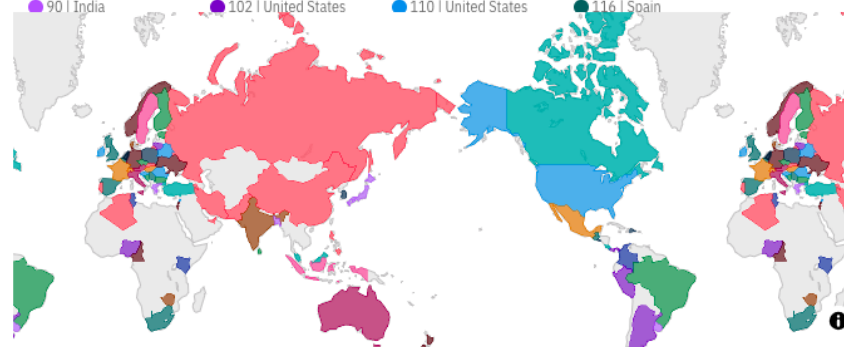 90 | India 102 | United States 110 | United States 116 | Spain
i